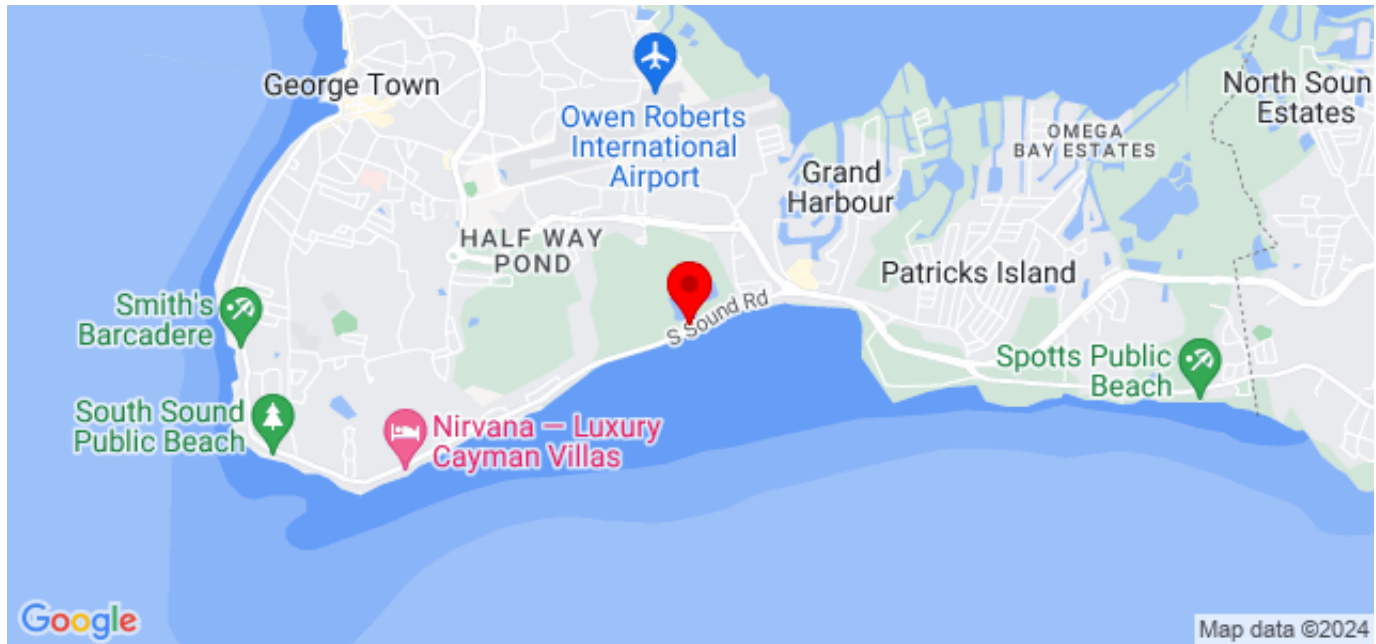 George Town
Owen Roberts
International
Airport
North Soun
Estates
OMEGA
BAY ESTATES
Grand
Harbour
HALF WAY
POND
Patricks Island
Smith's
Barcadere
S Sound Rd
Spotts Public
Beach
South Sound
Public Beach
Nirvana — Luxury
Cayman Villas
Google
Map data ©2024